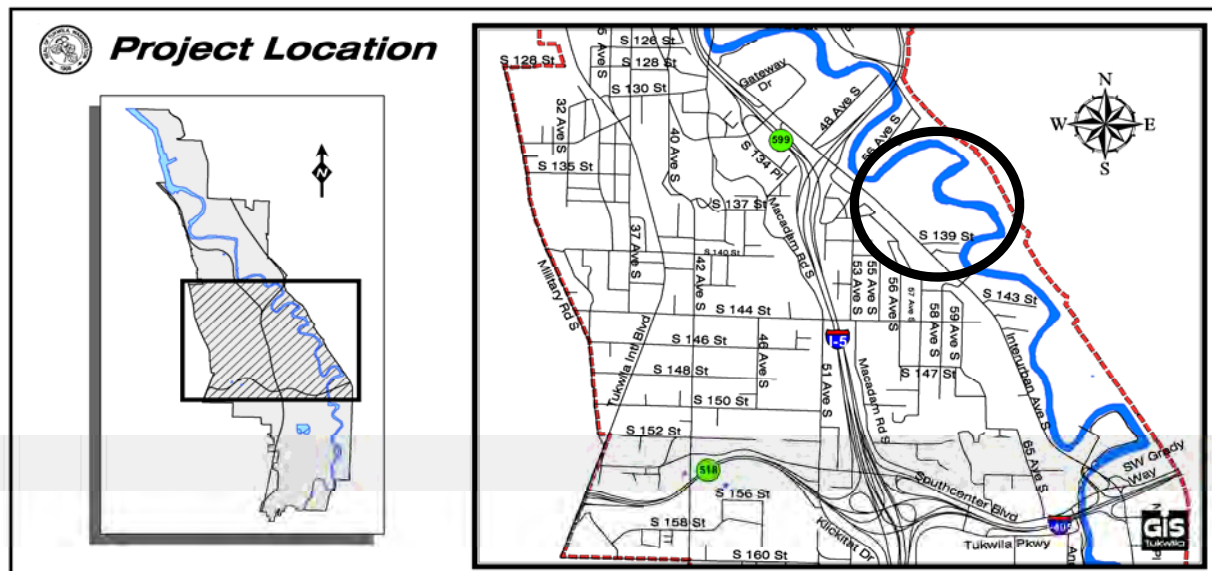 Project Location
N
S 126 St
S 128 St
S 128 St
S 130 St
Gateway
Dr
48 Ave S
56 Ave S
N
W
E
S
599
32 Ave S
40 Ave S
S 134 Pl
S 135 St
S 137 St
Macadam Rd S
S 139 St
37 Ave S
S 140 St
42 Ave S
53 Ave S
55 Ave S
56 Ave S
57 Ave S
58 Ave S
59 Ave S
S 143 St
Military Rd S
S 144 St
Tukwila Intl Blvd
S 146 St
46 Ave S
I-5
S 147 St
Interurban Ave S
S 148 St
51 Ave S
Macadam Rd S
S 150 St
S 152 St
65 Ave S
SW Grady
Way
518
Southcenter Blvd
S 156 St
S 158 St
Klickitat Dr
Tukwila Pkwy
S 160 St
GIS
Tukwila